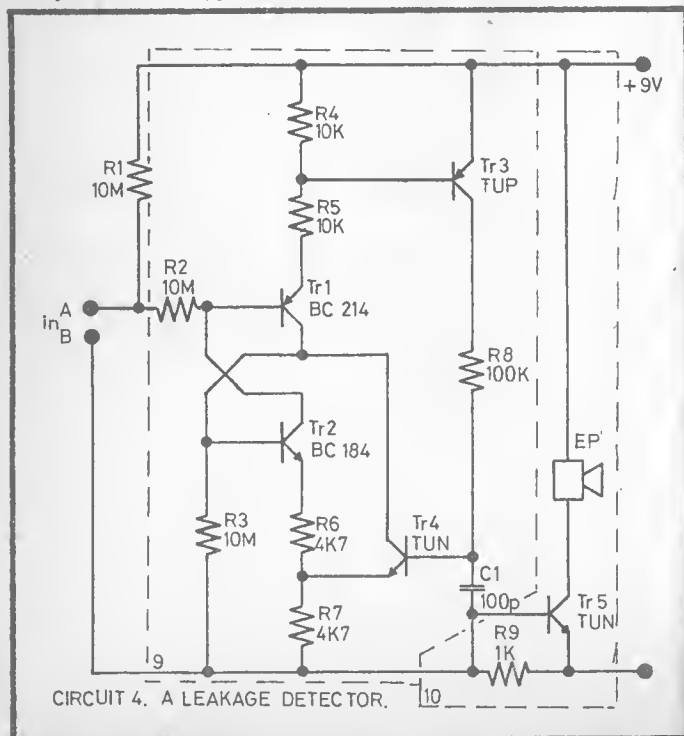 +9V
R4
10K
R1
10M
Tr3
TUP
R5
10K
R2
10M
A
in
B
Tr1
BC 214
R8
100K
Tr2
BC 184
EP'
R3
10M
R6
4K7
Tr4
TUN
C1
100p
Tr5
TUN
R7
4K7
R9
1K
9
10
CIRCUIT 4. A LEAKAGE DETECTOR.